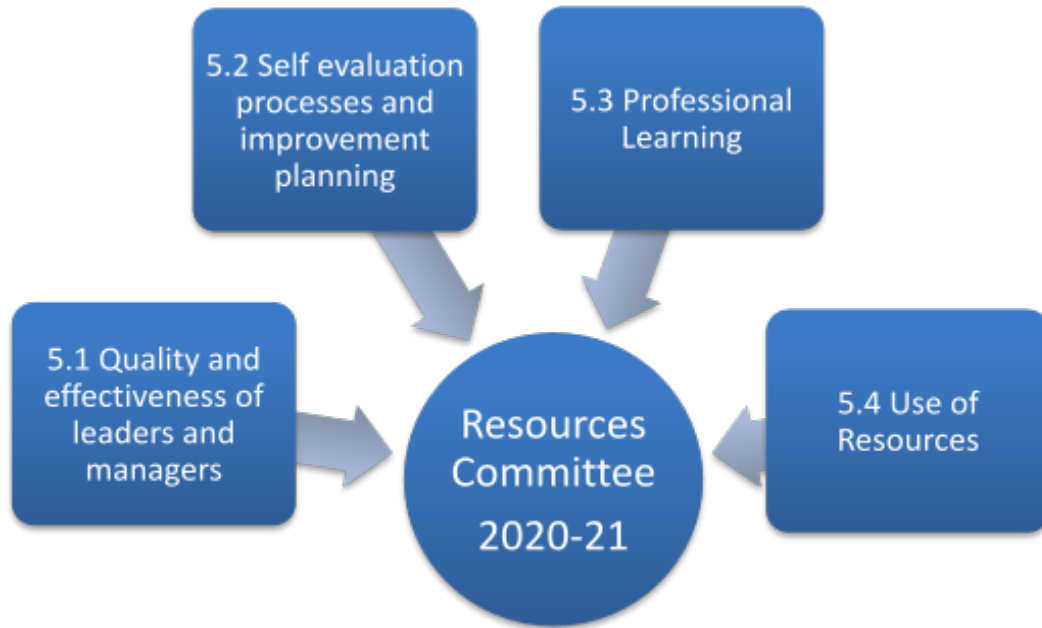 5.2 Self evaluation
processes and
improvement
planning
5.3 Professional
Learning
5.1 Quality and
effectiveness of
leaders and
managers
5.4 Use of
Resources
Resources
Committee
2020-21